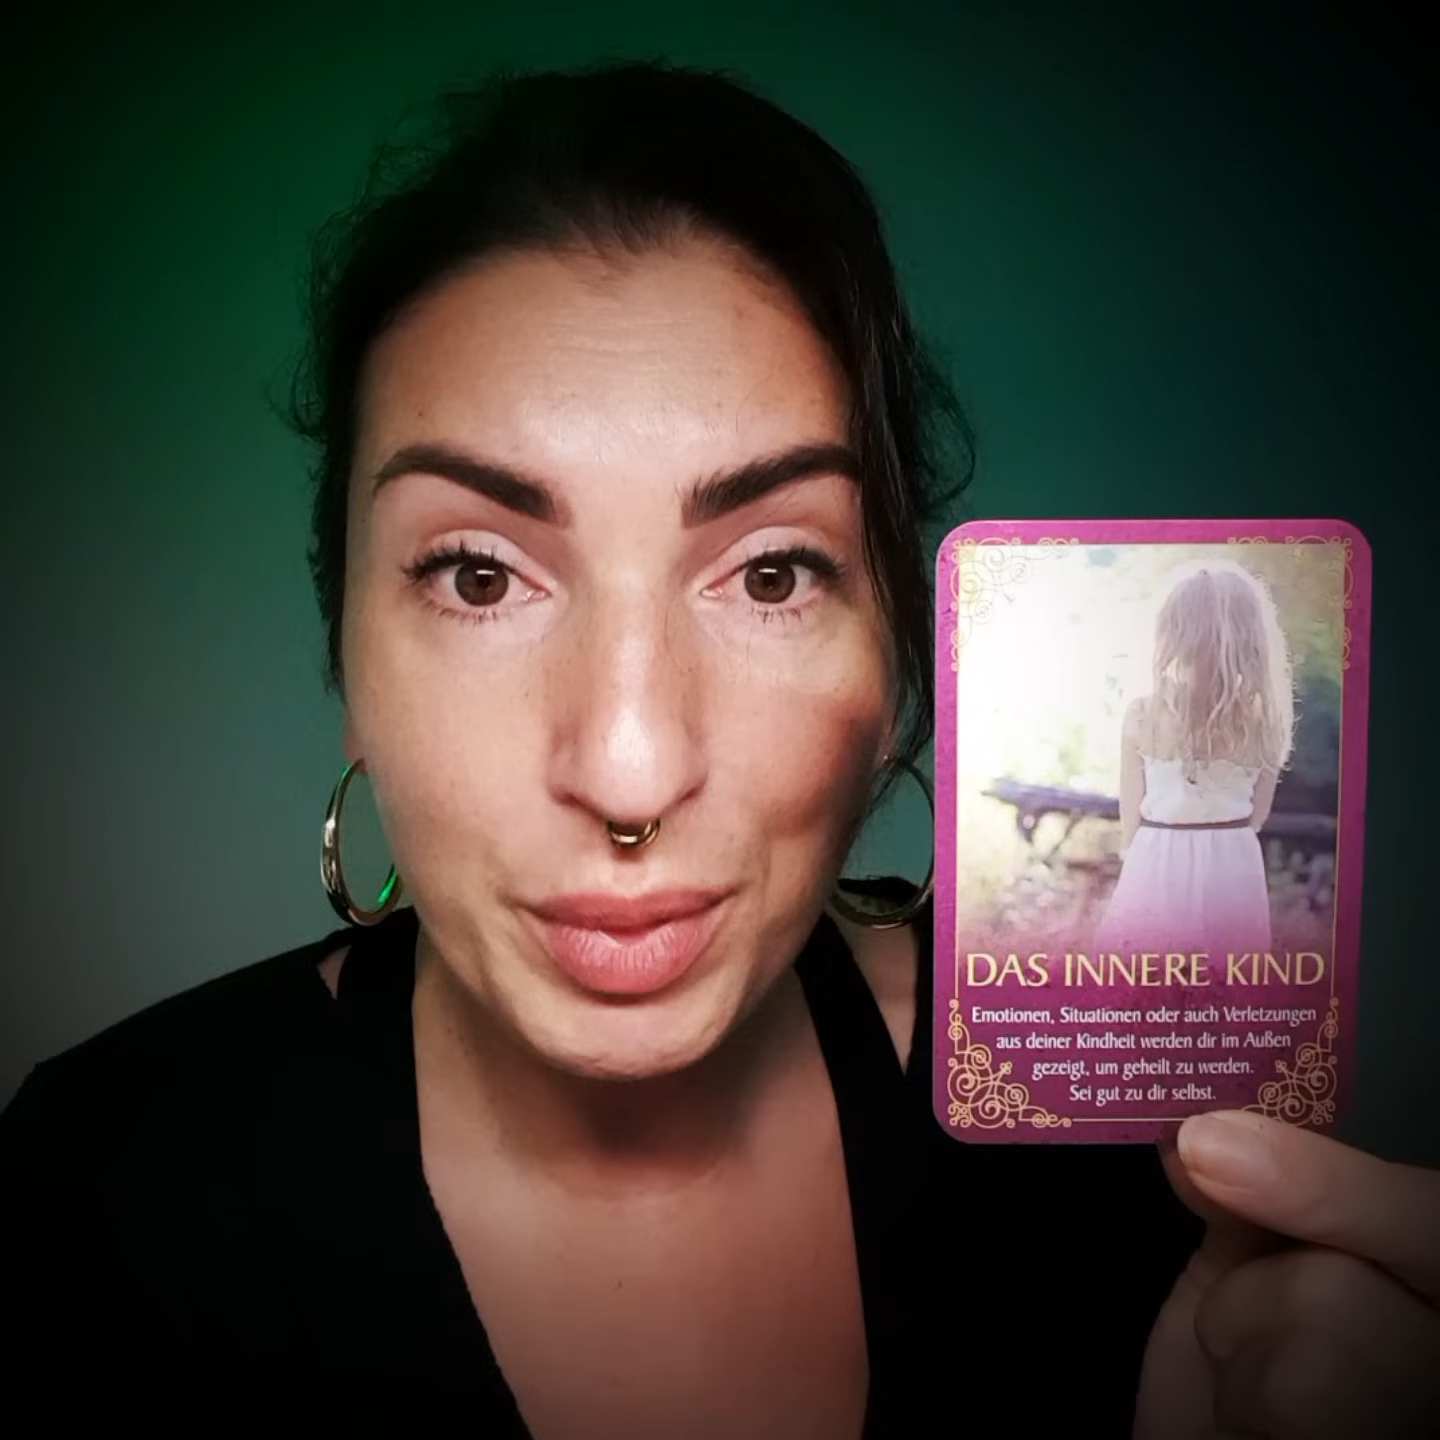 DAS INNERE KIND
Emotionen, Situationen oder auch Verletzungen
aus deiner Kindheit werden dir im Außen
gezeigt, um geheilt zu werden.
Sei gut zu dir selbst.